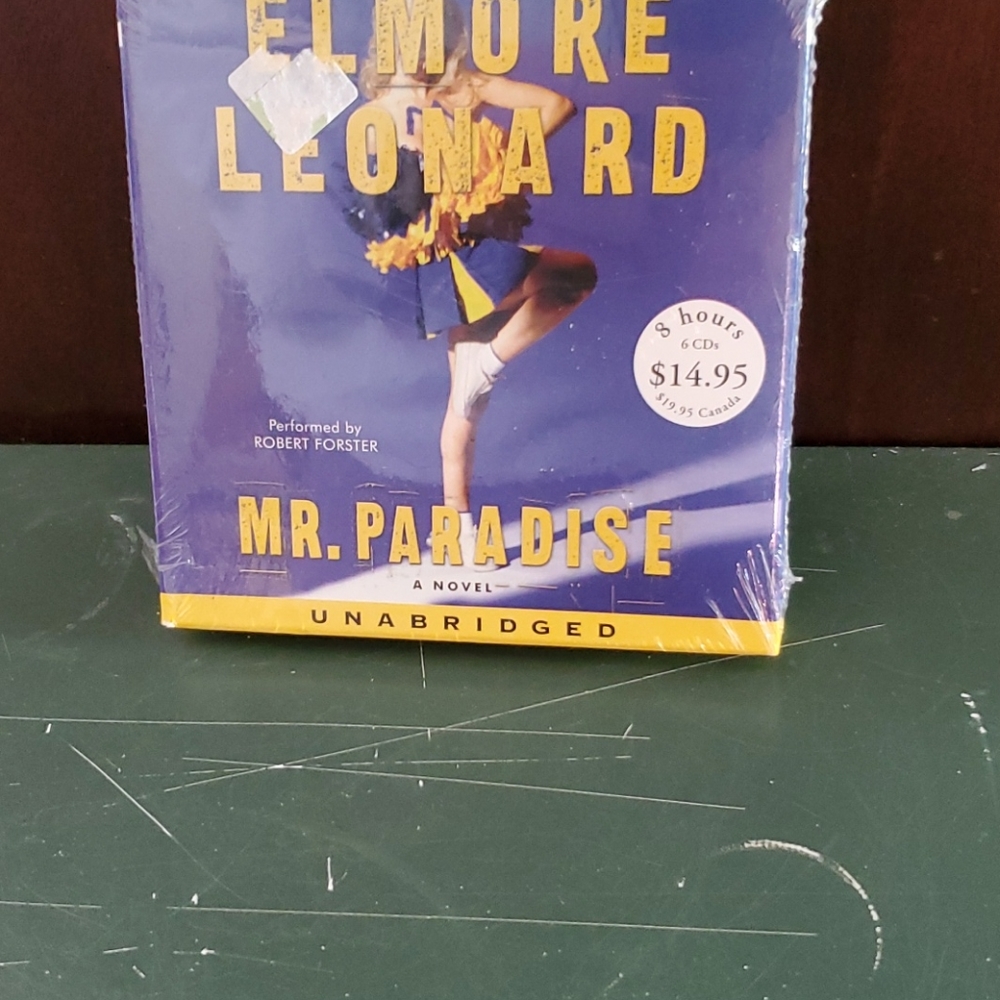 ELMORE
LEONARD
8 hours
6 CDs
$14.95
$19.95 Canada
Performed by
ROBERT FORSTER
MR. PARADISE
A NOVEL
UNABRIDGED